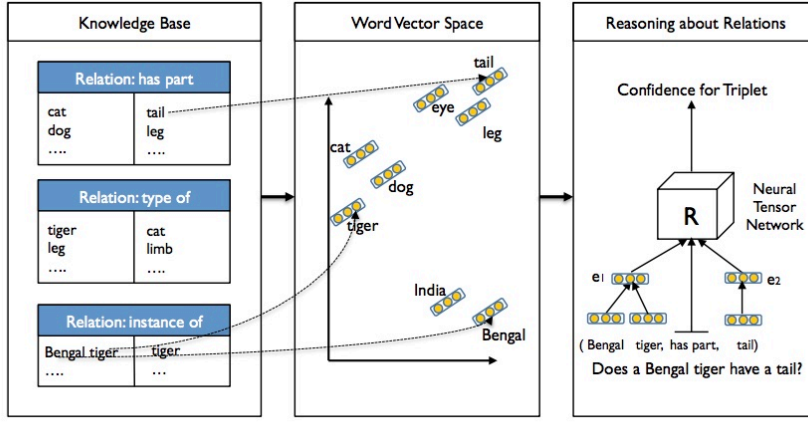 Knowledge Base
Relation: has part
cat tail
dog leg
.... ....
Relation: type of
tiger cat
leg limb
.... ....
Relation: instance of
Bengal tiger tiger
.... ...
Word Vector Space
tail
eye
leg
cat
dog
tiger
India
Bengal
Reasoning about Relations
Confidence for Triplet
R
Neural
Tensor
Network
e1
e2
( Bengal tiger, has part, tail)
Does a Bengal tiger have a tail?